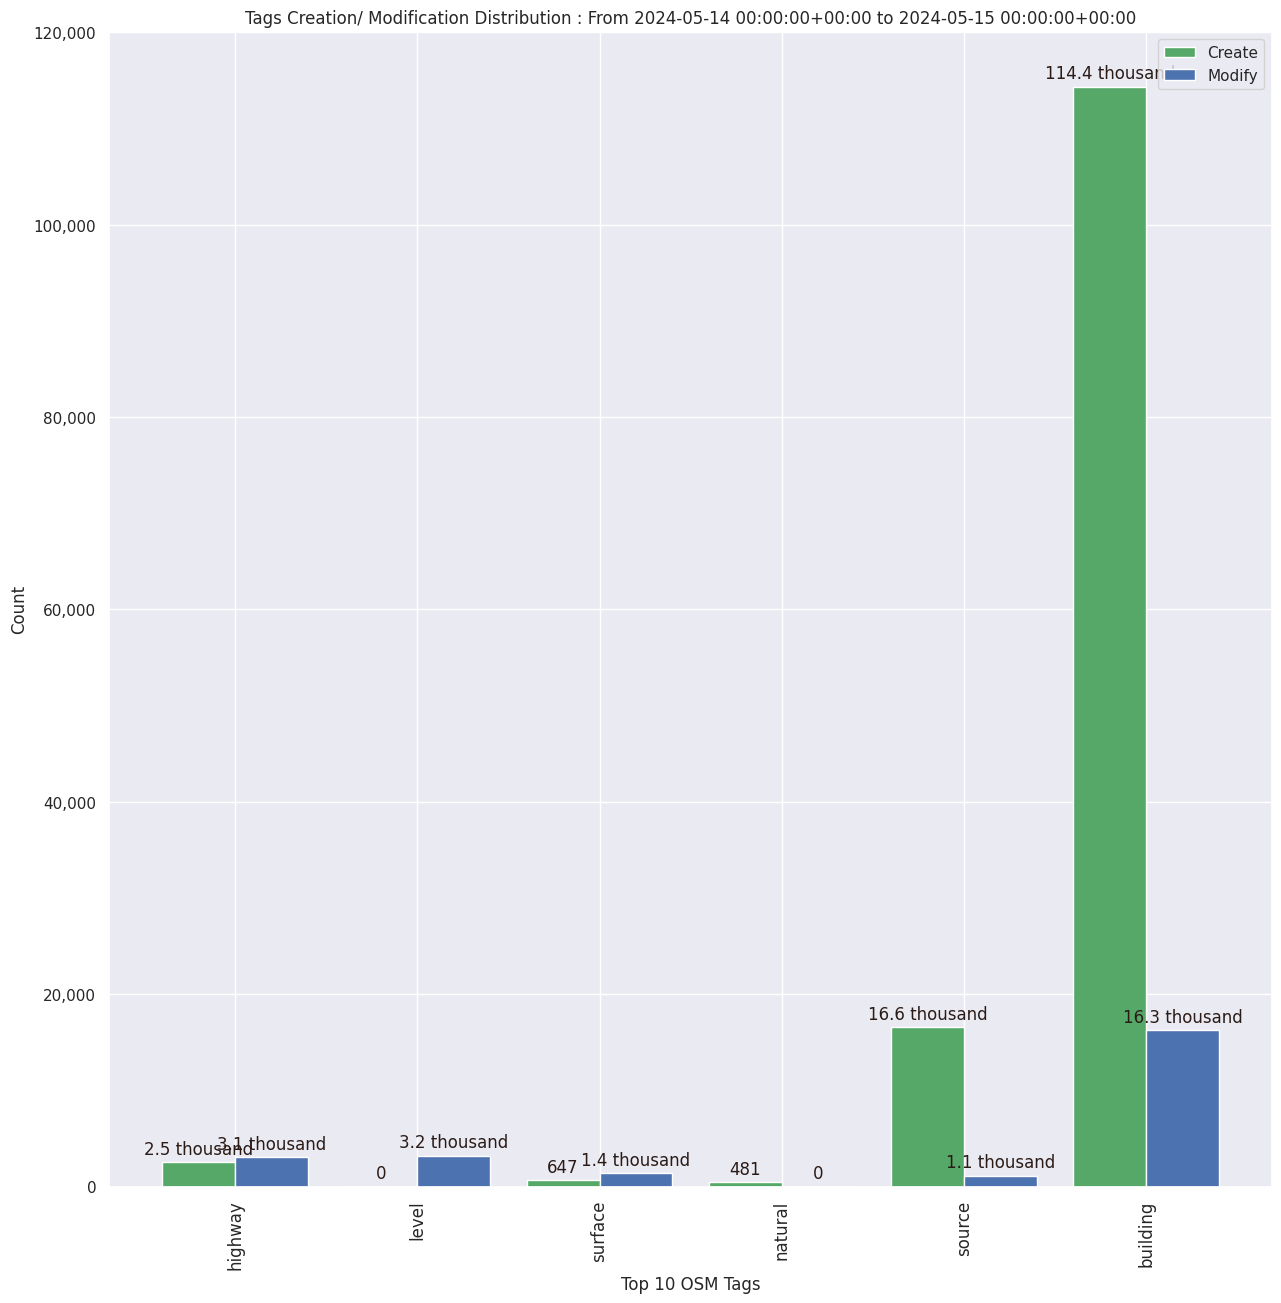 Tags Creation/ Modification Distribution : From 2024-05-14 00:00:00+00:00 to 2024-05-15 00:00:00+00:00
120,000
100,000
80,000
60,000
40,000
20,000
0
Count
Create
Modify
2.5 thousand
3.1 thousand
0
3.2 thousand
647
1.4 thousand
481
0
16.6 thousand
1.1 thousand
114.4 thousand
16.3 thousand
highway
level
surface
natural
source
building
Top 10 OSM Tags